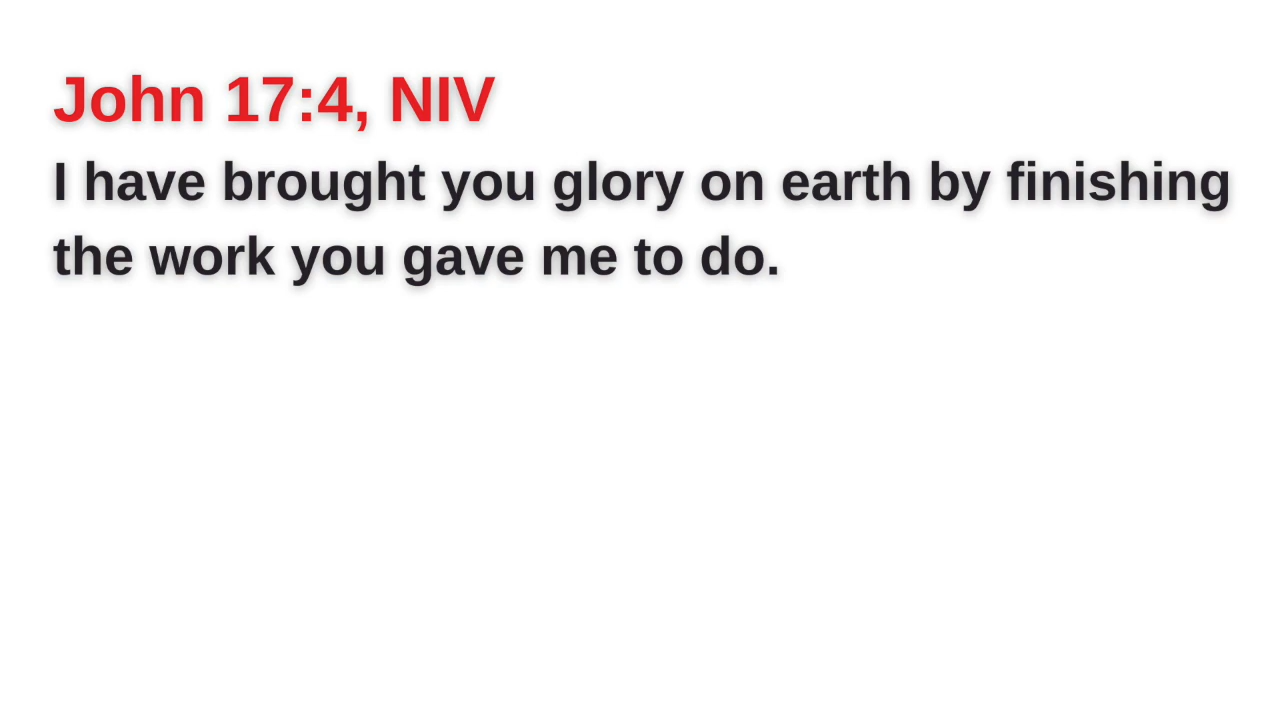 John 17:4, NIV
I have brought you glory on earth by finishing
the work you gave me to do.